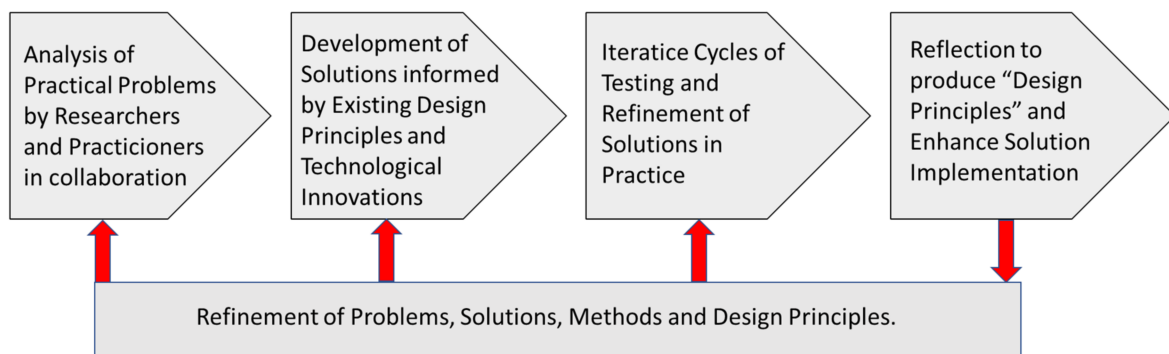 Analysis of
Practical Problems
by Researchers
and Practicioners
in collaboration
Development of
Solutions informed
by Existing Design
Principles and
Technological
Innovations
Iteratice Cycles of
Testing and
Refinement of
Solutions in
Practice
Reflection to
produce “Design
Principles” and
Enhance Solution
Implementation
Refinement of Problems, Solutions, Methods and Design Principles.